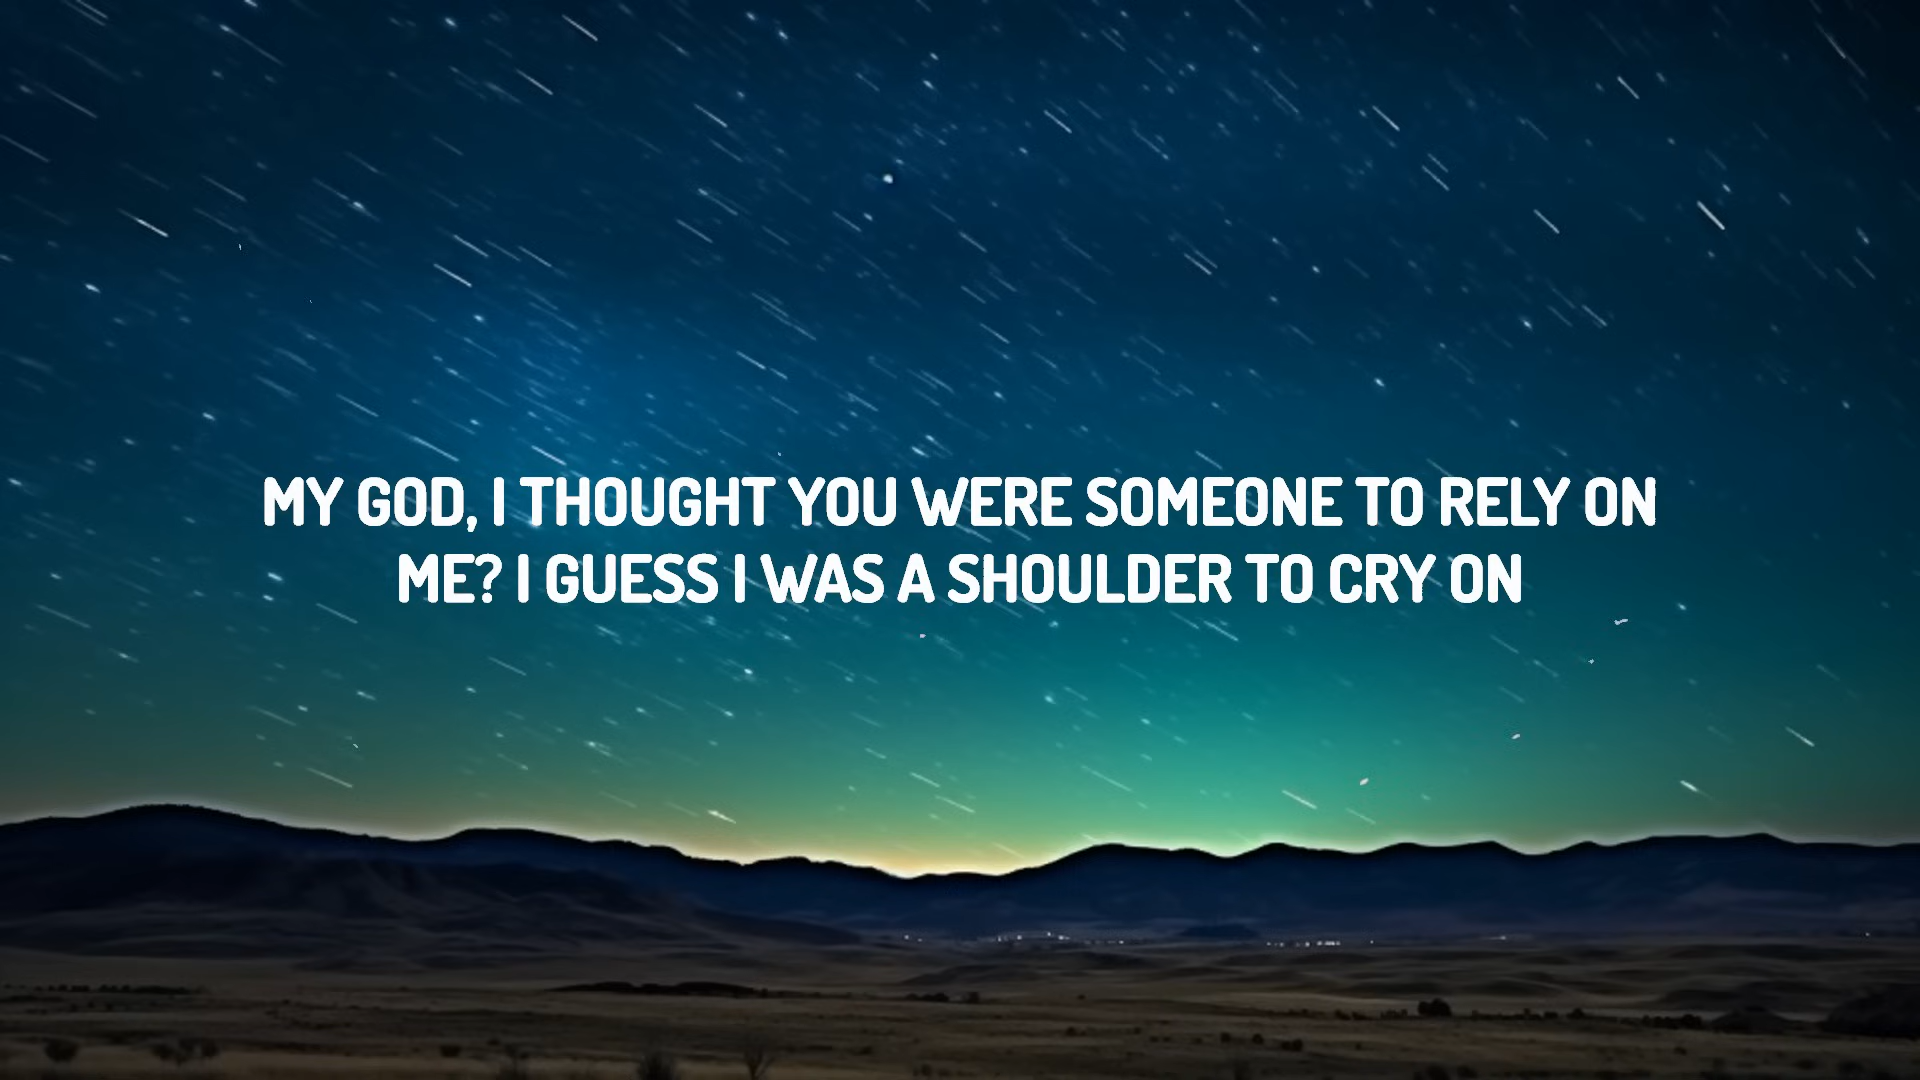 MY GOD, I THOUGHT YOU WERE SOMEONE TO RELY ON
ME? I GUESS I WAS A SHOULDER TO CRY ON